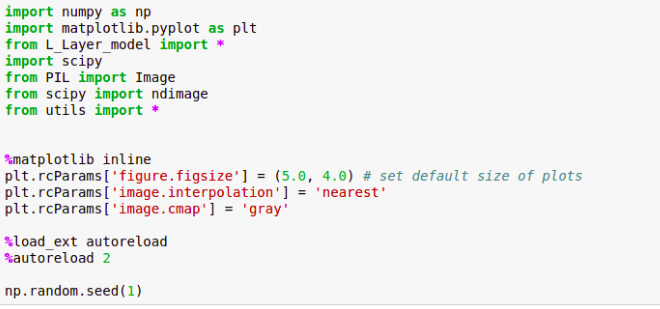 import numpy as np
import matplotlib.pyplot as plt
from L_Layer_model import *
import scipy
from PIL import Image
from scipy import ndimage
from utils import *
%matplotlib inline
plt.rcParams['figure.figsize'] = (5.0, 4.0) # set default size of plots
plt.rcParams['image.interpolation'] = 'nearest'
plt.rcParams['image.cmap'] = 'gray'
%load_ext autoreload
%autoreload 2
np.random.seed(1)